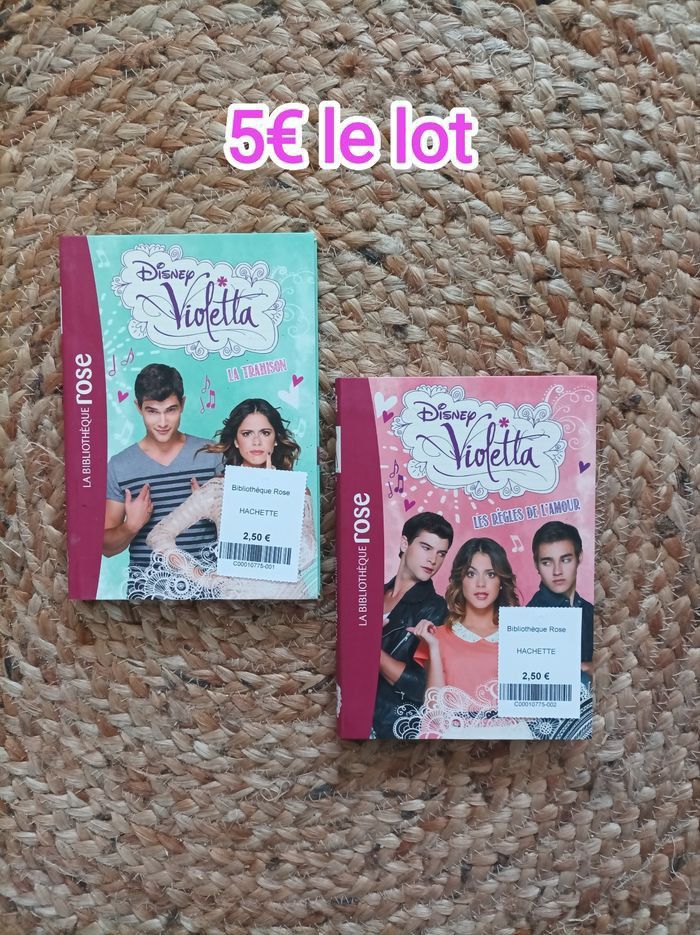 5€ le lot
LA BIBLIOTHÈQUE rose
Disney
Violetta
LA TRAHISON
Bibliothèque Rose
HACHETTE
2,50 €
C00010775-001
LA BIBLIOTHÈQUE rose
Disney
Violetta
LES RÈGLES DE L'AMOUR
Bibliothèque Rose
HACHETTE
2,50 €
C00010775-002